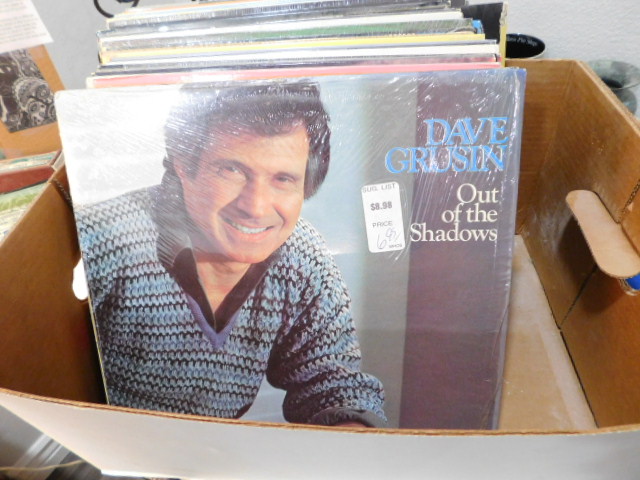 DAVE
GRUSIN
Out
of the
Shadows
SUG. LIST
$8.98
PRICE